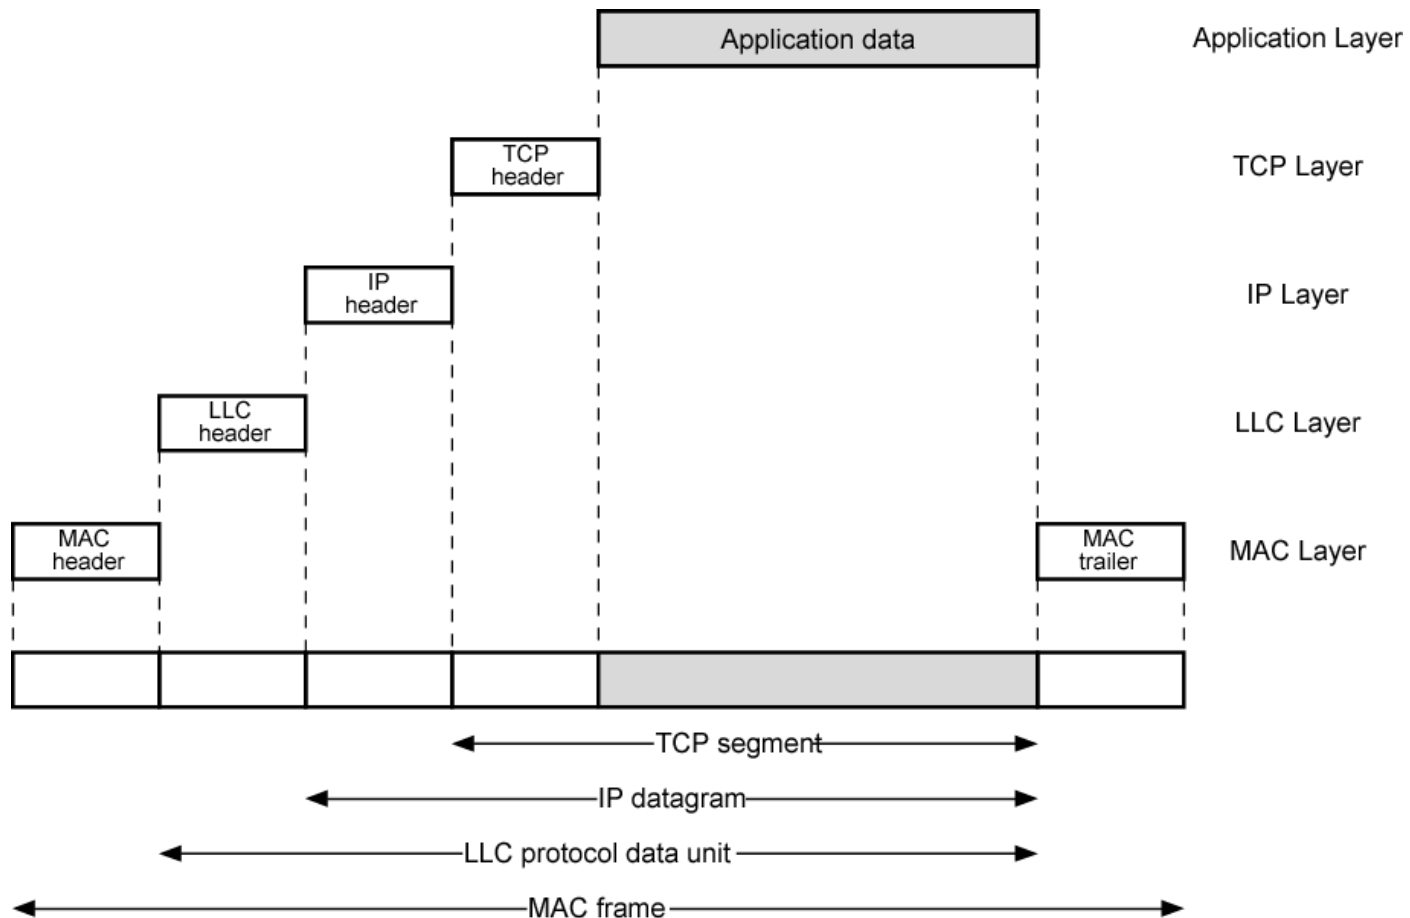 Application data
Application Layer
TCP
header
TCP Layer
IP
header
IP Layer
LLC
header
LLC Layer
MAC
header
MAC
trailer
MAC Layer
TCP segment
IP datagram
LLC protocol data unit
MAC frame